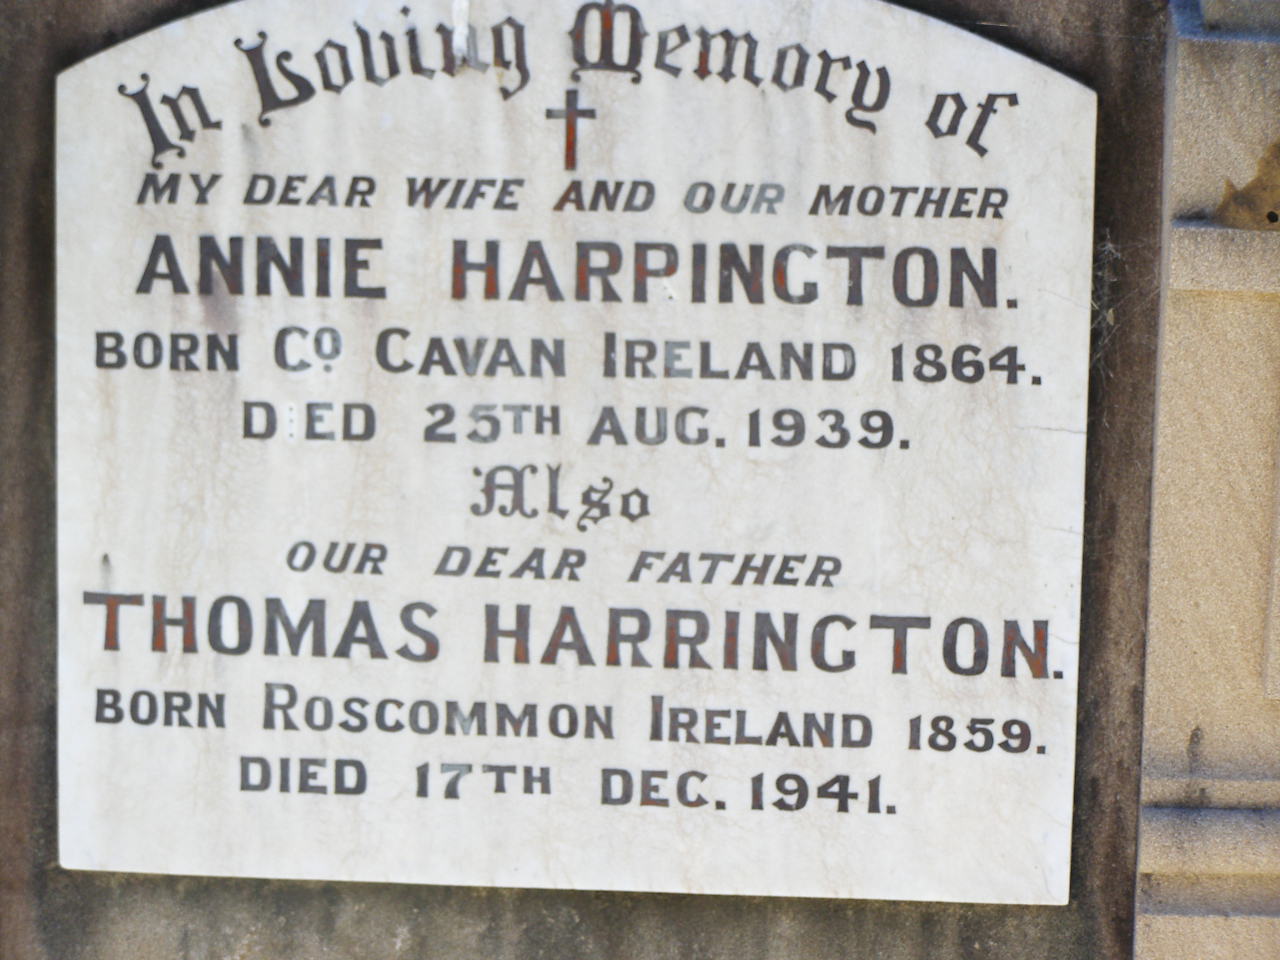 In Loving Memory of
MY DEAR WIFE AND OUR MOTHER
ANNIE HARRINGTON.
BORN Cº CAVAN IRELAND 1864.
DIED 25TH AUG. 1939.
Also
OUR DEAR FATHER
THOMAS HARRINGTON.
BORN ROSCOMMON IRELAND 1859.
DIED 17TH DEC. 1941.